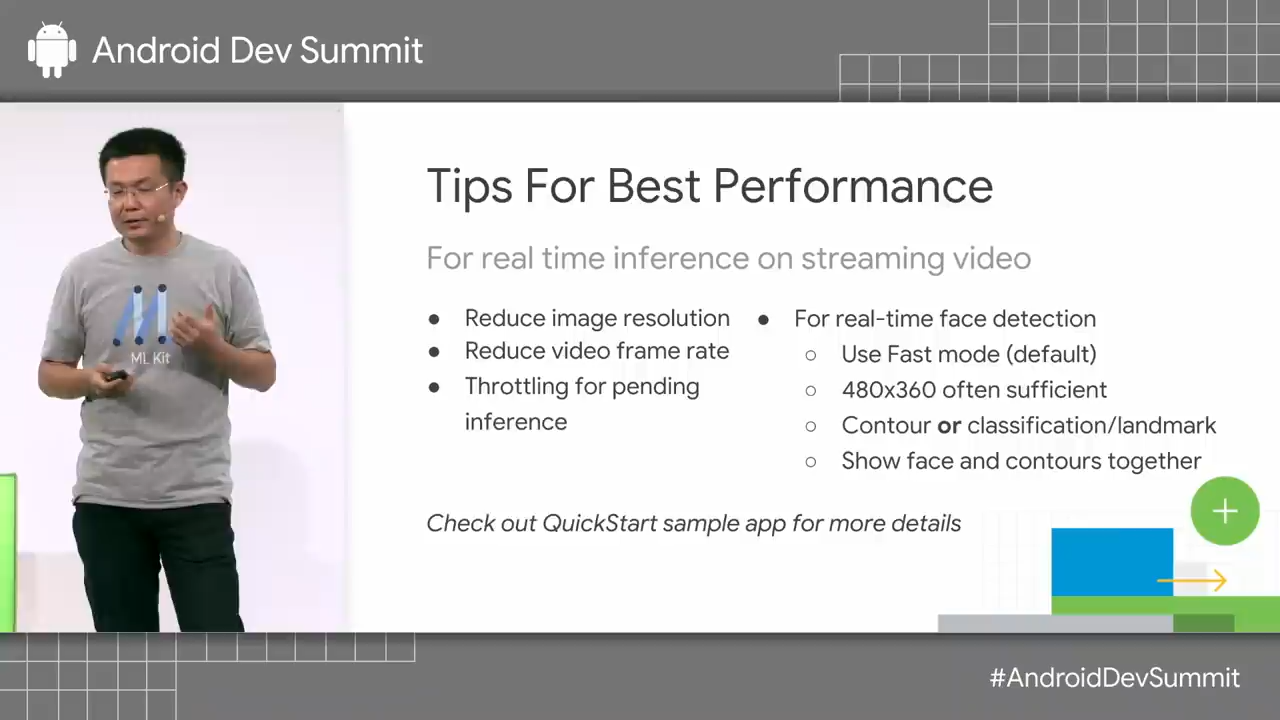 Android Dev Summit
ML Kit
Tips For Best Performance
For real time inference on streaming video
Reduce image resolution
Reduce video frame rate
Throttling for pending
inference
For real-time face detection
Use Fast mode (default)
480x360 often sufficient
Contour or classification/landmark
Show face and contours together
Check out QuickStart sample app for more details
#AndroidDevSummit